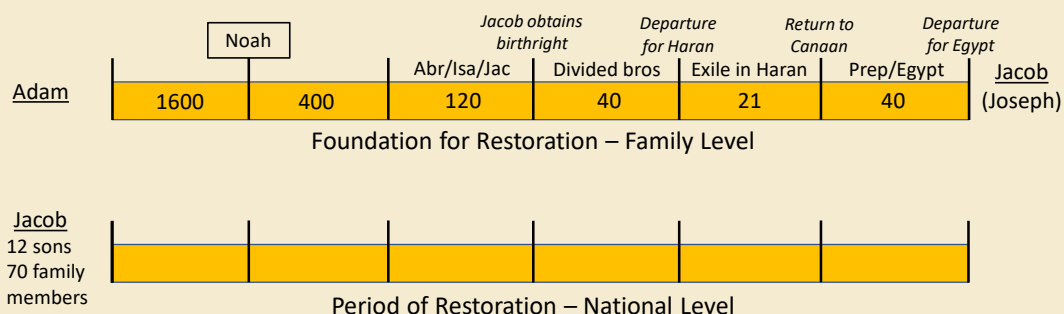 Jacob obtains birthright
Departure for Haran
Return to Canaan
Departure for Egypt
Noah
Abr/Isa/Jac
Divided bros
Exile in Haran
Prep/Egypt
Adam
1600
400
120
40
21
40
Jacob
(Joseph)
Foundation for Restoration – Family Level
Jacob
12 sons
70 family
members
Period of Restoration – National Level